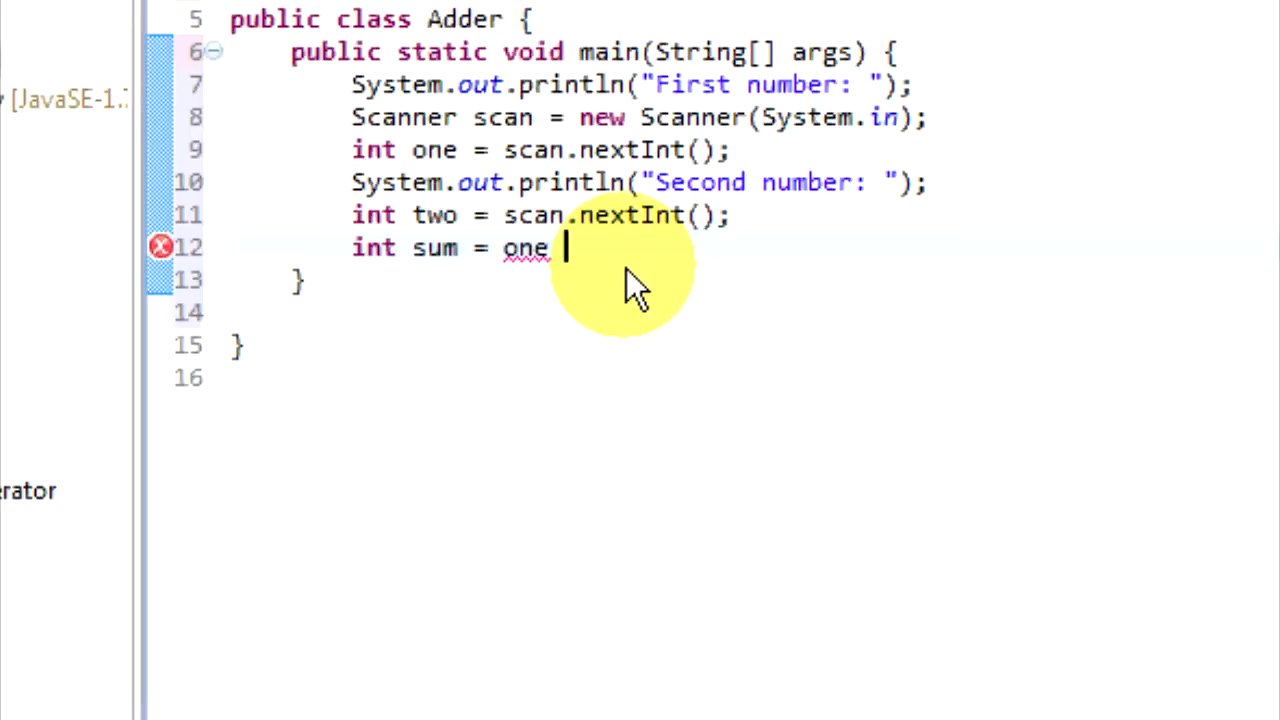 5 public class Adder {
6 public static void main(String[] args) {
[JavaSE-1.
7 System.out.println("First number: ");
8 Scanner scan = new Scanner(System.in);
9 int one = scan.nextInt();
10 System.out.println("Second number: ");
11 int two = scan.nextInt();
12 int sum = one
13 }
14
15 }
16
erator